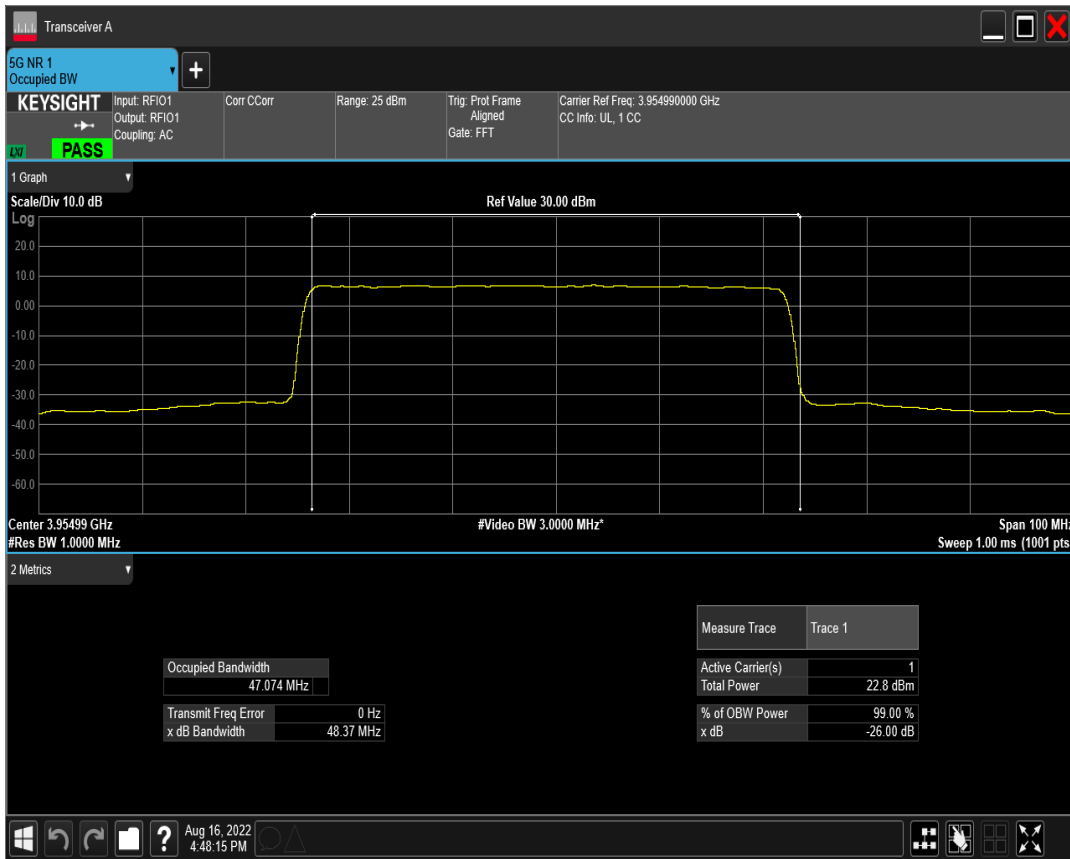 Transceiver A
5G NR 1
Occupied BW
KEYSIGHT
LXI
PASS
Input: RFIO1
Output: RFIO1
Coupling: AC
Corr CCorr
Range: 25 dBm
Trig: Prot Frame
Aligned
Gate: FFT
Carrier Ref Freq: 3.954990000 GHz
CC Info: UL, 1 CC
1 Graph
Scale/Div 10.0 dB
Ref Value 30.00 dBm
Log
20.0
10.0
0.00
-10.0
-20.0
-30.0
-40.0
-50.0
-60.0
Center 3.95499 GHz
#Video BW 3.0000 MHz*
Span 100 MHz
#Res BW 1.0000 MHz
Sweep 1.00 ms (1001 pts
2 Metrics
Measure Trace Trace 1
Occupied Bandwidth
47.074 MHz
Active Carrier(s) 1
Total Power 22.8 dBm
Transmit Freq Error 0 Hz
x dB Bandwidth 48.37 MHz
% of OBW Power 99.00 %
x dB -26.00 dB
?
Aug 16, 2022
4:48:15 PM